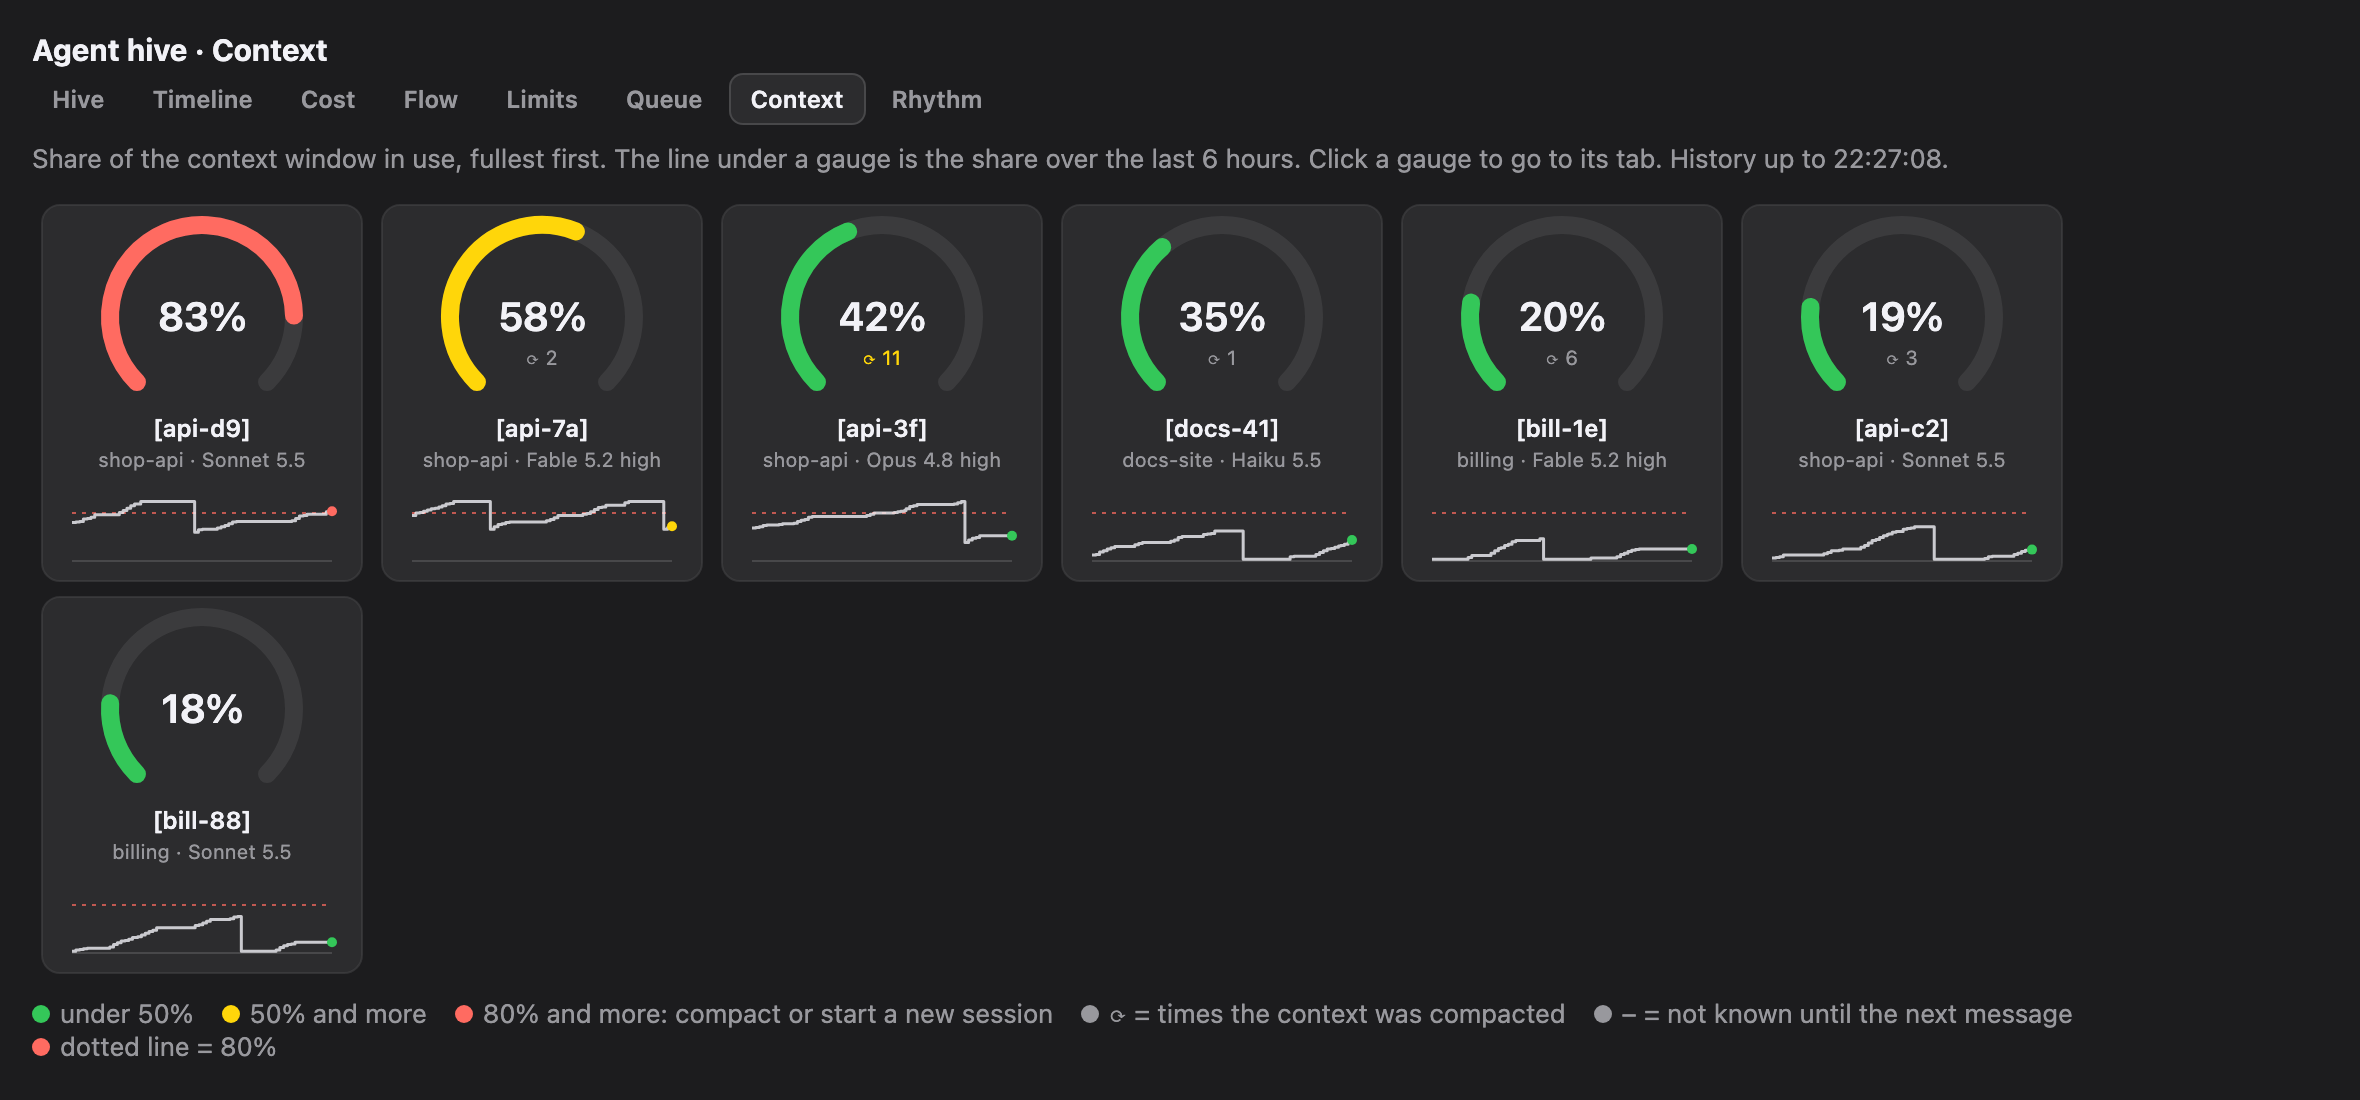 Agent hive · Context
Hive Timeline Cost Flow Limits Queue Context Rhythm
Share of the context window in use, fullest first. The line under a gauge is the share over the last 6 hours. Click a gauge to go to its tab. History up to 22:27:08.
83%
[api-d9]
shop-api · Sonnet 5.5
58%
⟳ 2
[api-7a]
shop-api · Fable 5.2 high
42%
⟳ 11
[api-3f]
shop-api · Opus 4.8 high
35%
⟳ 1
[docs-41]
docs-site · Haiku 5.5
20%
⟳ 6
[bill-1e]
billing · Fable 5.2 high
19%
⟳ 3
[api-c2]
shop-api · Sonnet 5.5
18%
[bill-88]
billing · Sonnet 5.5
under 50% 50% and more 80% and more: compact or start a new session ⟳ = times the context was compacted – = not known until the next message
dotted line = 80%